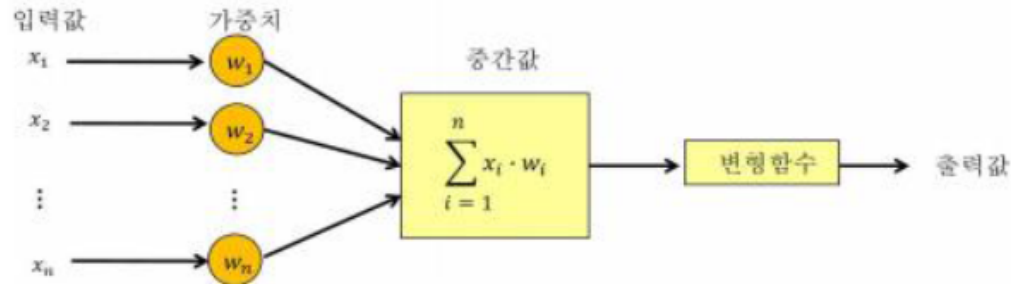 입력값 가중치
중간값
x₁ w₁
x₂ w₂
⋮ ⋮
xₙ wₙ
n
∑ xᵢ · wᵢ
i = 1
변형함수
출력값